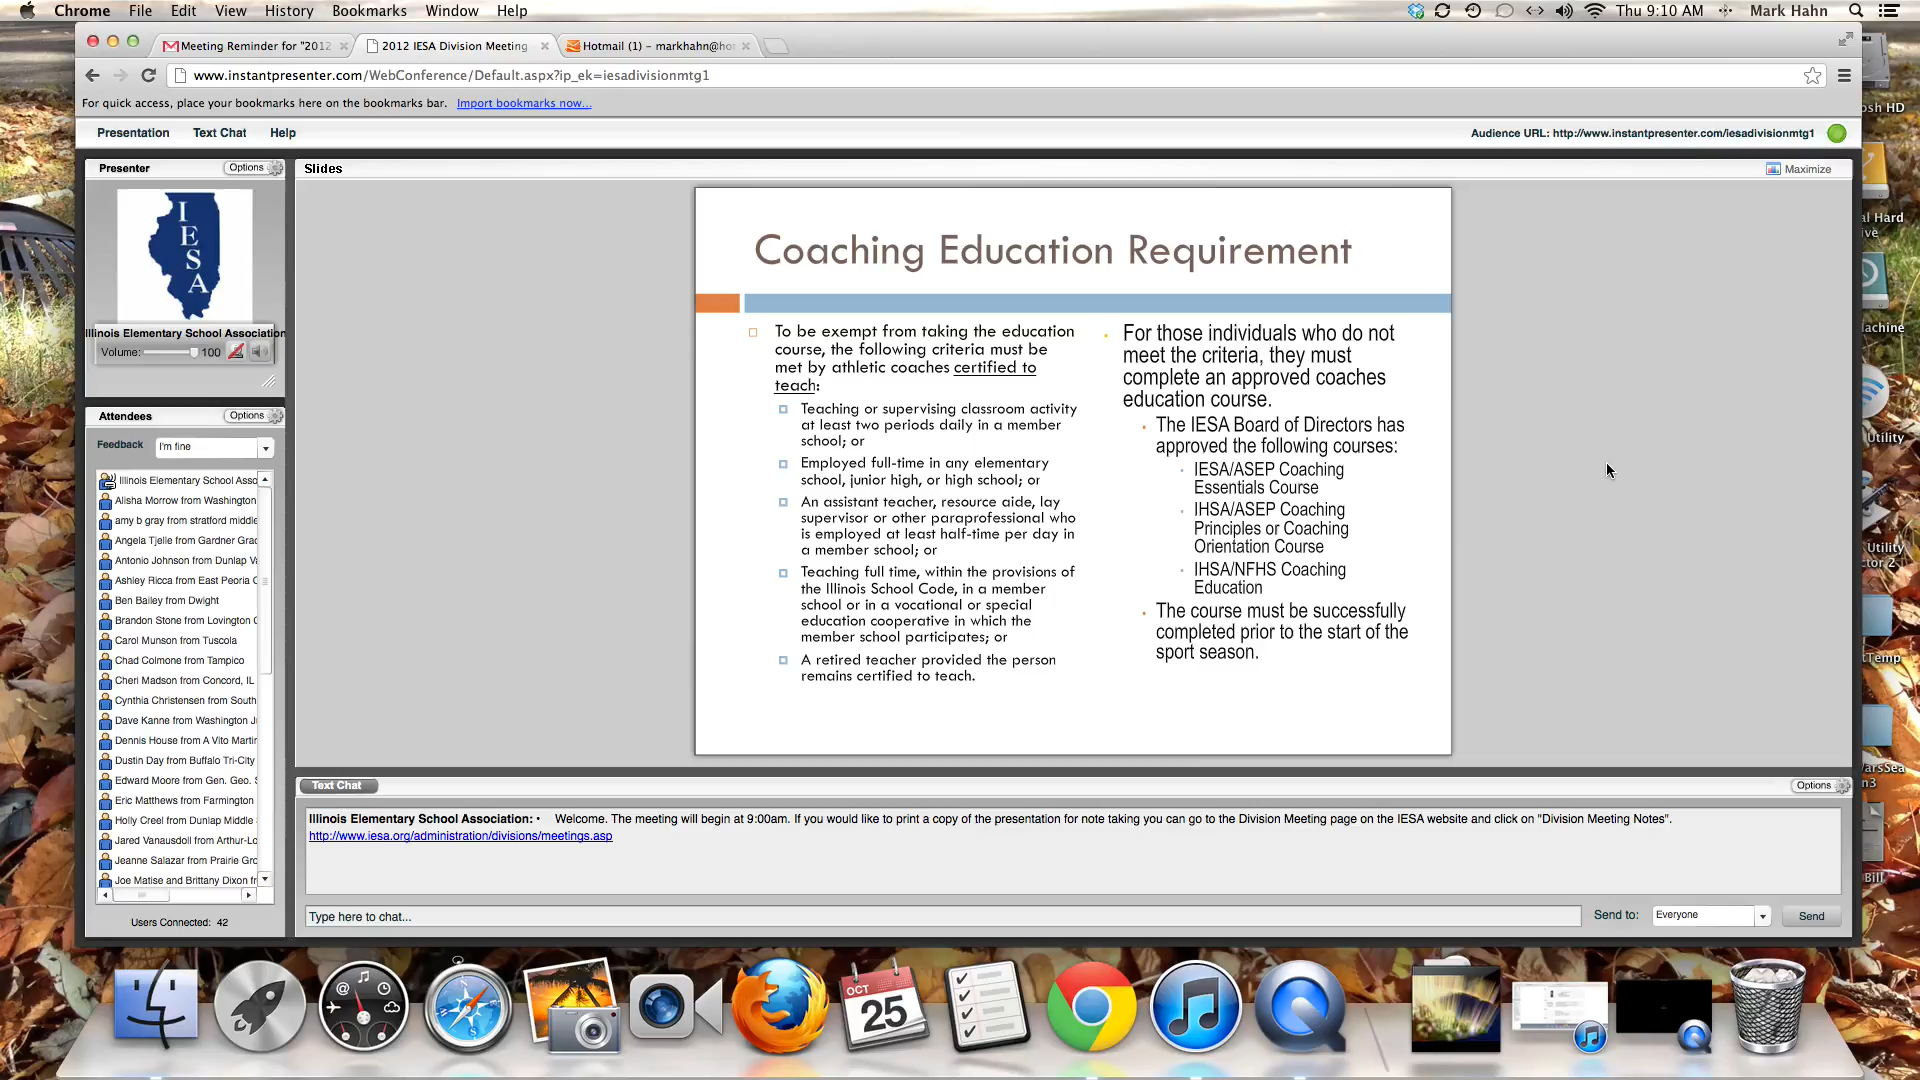 Chrome File Edit View History Bookmarks Window Help
Thu 9:10 AM Mark Hahn
Meeting Reminder for "2012
2012 IESA Division Meeting
Hotmail (1) - markhahn@ho
www.instantpresenter.com/WebConference/Default.aspx?ip_ek=iesadivisionmtg1
For quick access, place your bookmarks here on the bookmarks bar. Import bookmarks now...
Presentation Text Chat Help
Audience URL: http://www.instantpresenter.com/iesadivisionmtg1
Presenter
Options
I
E
S
A
Illinois Elementary School Association
Volume: 100
Attendees
Options
Feedback I'm fine
Illinois Elementary School Asso
Alisha Morrow from Washington
amy b gray from stratford middle
Angela Tjelle from Gardner Grac
Antonio Johnson from Dunlap Va
Ashley Ricca from East Peoria C
Ben Bailey from Dwight
Brandon Stone from Lovington C
Carol Munson from Tuscola
Chad Colmone from Tampico
Cheri Madson from Concord, IL
Cynthia Christensen from South
Dave Kanne from Washington J
Dennis House from A Vito Martin
Dustin Day from Buffalo Tri-City
Edward Moore from Gen. Geo. S
Eric Matthews from Farmington
Holly Creel from Dunlap Middle
Jared Vanausdoll from Arthur-Lo
Jeanne Salazar from Prairie Gro
Joe Matise and Brittany Dixon fr
Users Connected: 42
Slides
Maximize
Coaching Education Requirement
To be exempt from taking the education
course, the following criteria must be
met by athletic coaches certified to
teach:
Teaching or supervising classroom activity
at least two periods daily in a member
school; or
Employed full-time in any elementary
school, junior high, or high school; or
An assistant teacher, resource aide, lay
supervisor or other paraprofessional who
is employed at least half-time per day in
a member school; or
Teaching full time, within the provisions of
the Illinois School Code, in a member
school or in a vocational or special
education cooperative in which the
member school participates; or
A retired teacher provided the person
remains certified to teach.
For those individuals who do not
meet the criteria, they must
complete an approved coaches
education course.
The IESA Board of Directors has
approved the following courses:
IESA/ASEP Coaching
Essentials Course
IHSA/ASEP Coaching
Principles or Coaching
Orientation Course
IHSA/NFHS Coaching
Education
The course must be successfully
completed prior to the start of the
sport season.
Text Chat
Options
Illinois Elementary School Association: • Welcome. The meeting will begin at 9:00am. If you would like to print a copy of the presentation for note taking you can go to the Division Meeting page on the IESA website and click on "Division Meeting Notes".
http://www.iesa.org/administration/divisions/meetings.asp
Type here to chat...
Send to: Everyone Send
osh HD
al Hard
ive
achine
Utility
Utility
ctor 2
tTemp
arsSea
n3
Bill
OCT
25